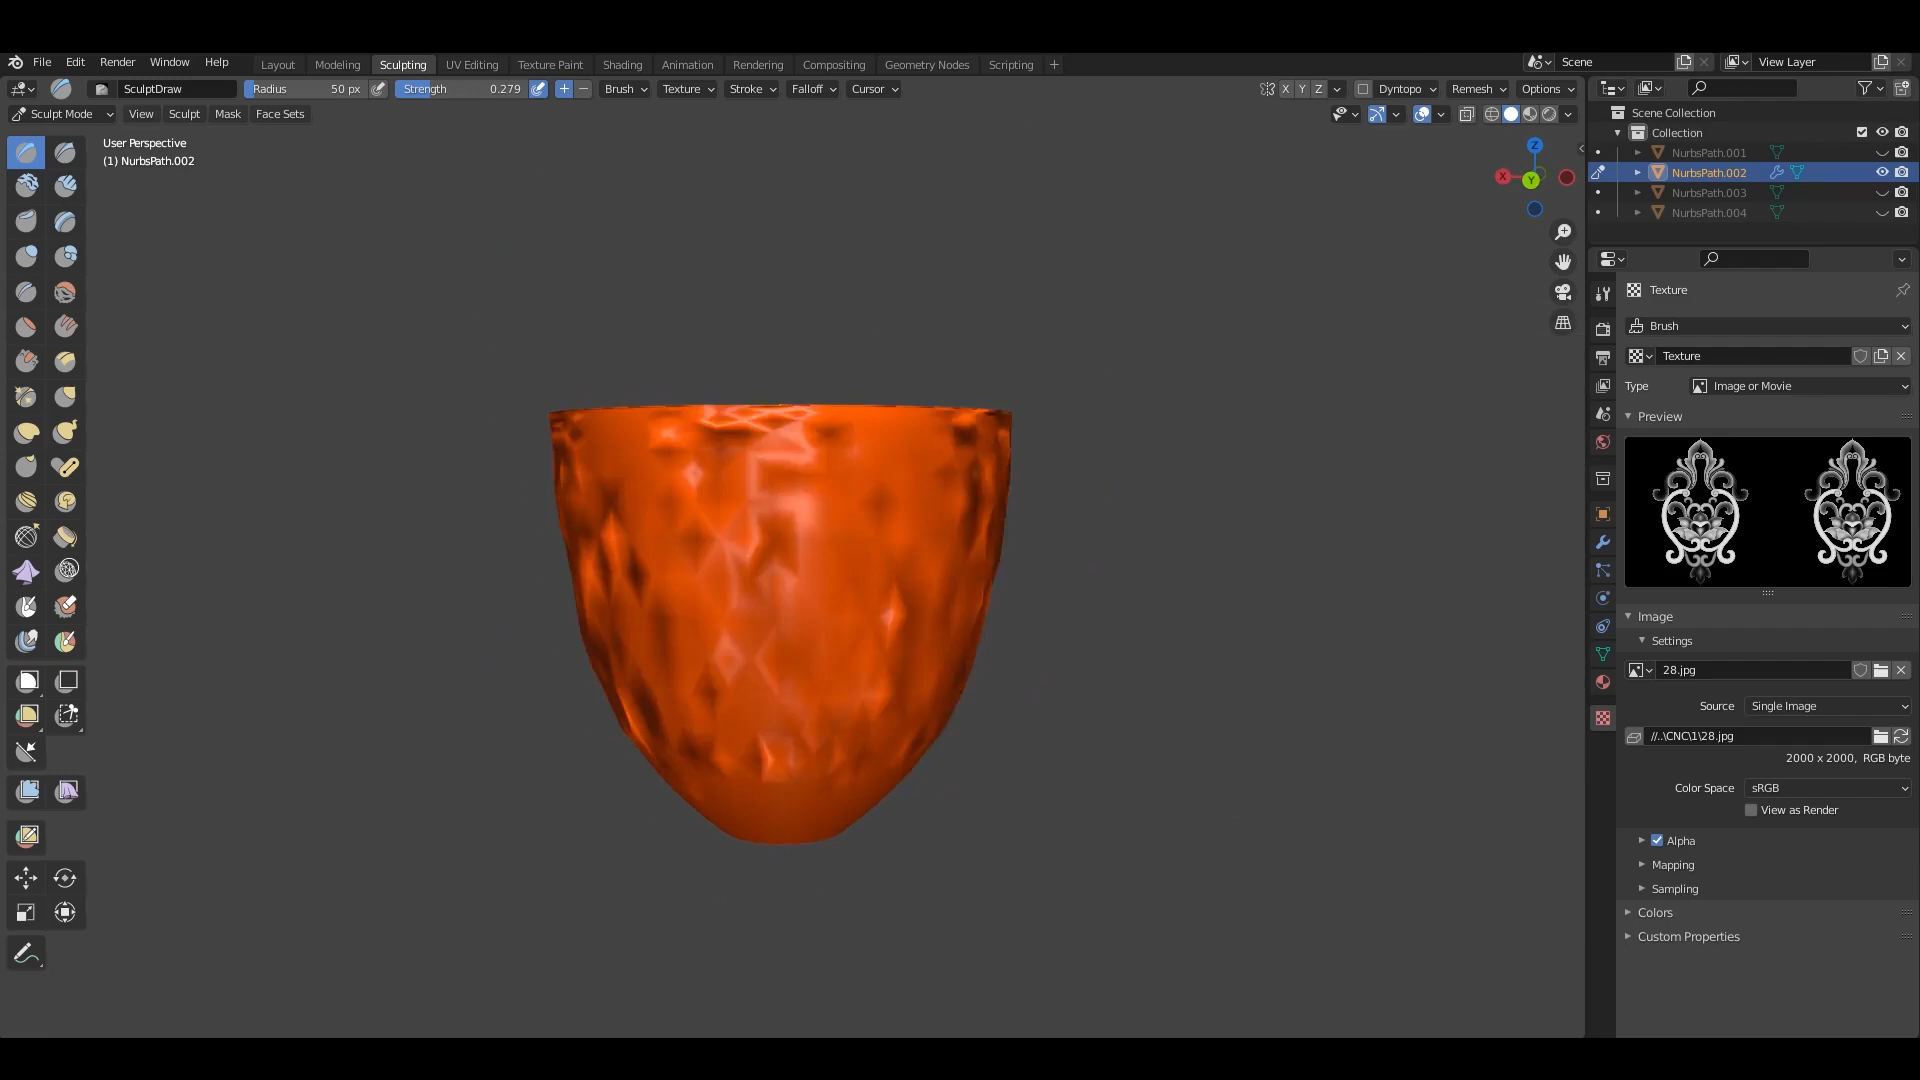 File Edit Render Window Help Layout Modeling Sculpting UV Editing Texture Paint Shading Animation Rendering Compositing Geometry Nodes Scripting + Scene View Layer
SculptDraw Radius 50 px Strength 0.279 + − Brush Texture Stroke Falloff Cursor X Y Z Dyntopo Remesh Options
Sculpt Mode View Sculpt Mask Face Sets
Scene Collection
Collection
NurbsPath.001
NurbsPath.002
NurbsPath.003
NurbsPath.004
User Perspective
(1) NurbsPath.002
Z
X
Y
Texture
Brush
Texture
Type Image or Movie
Preview
Image
Settings
28.jpg
Source Single Image
//..\CNC\1\28.jpg
2000 x 2000, RGB byte
Color Space sRGB
View as Render
Alpha
Mapping
Sampling
Colors
Custom Properties